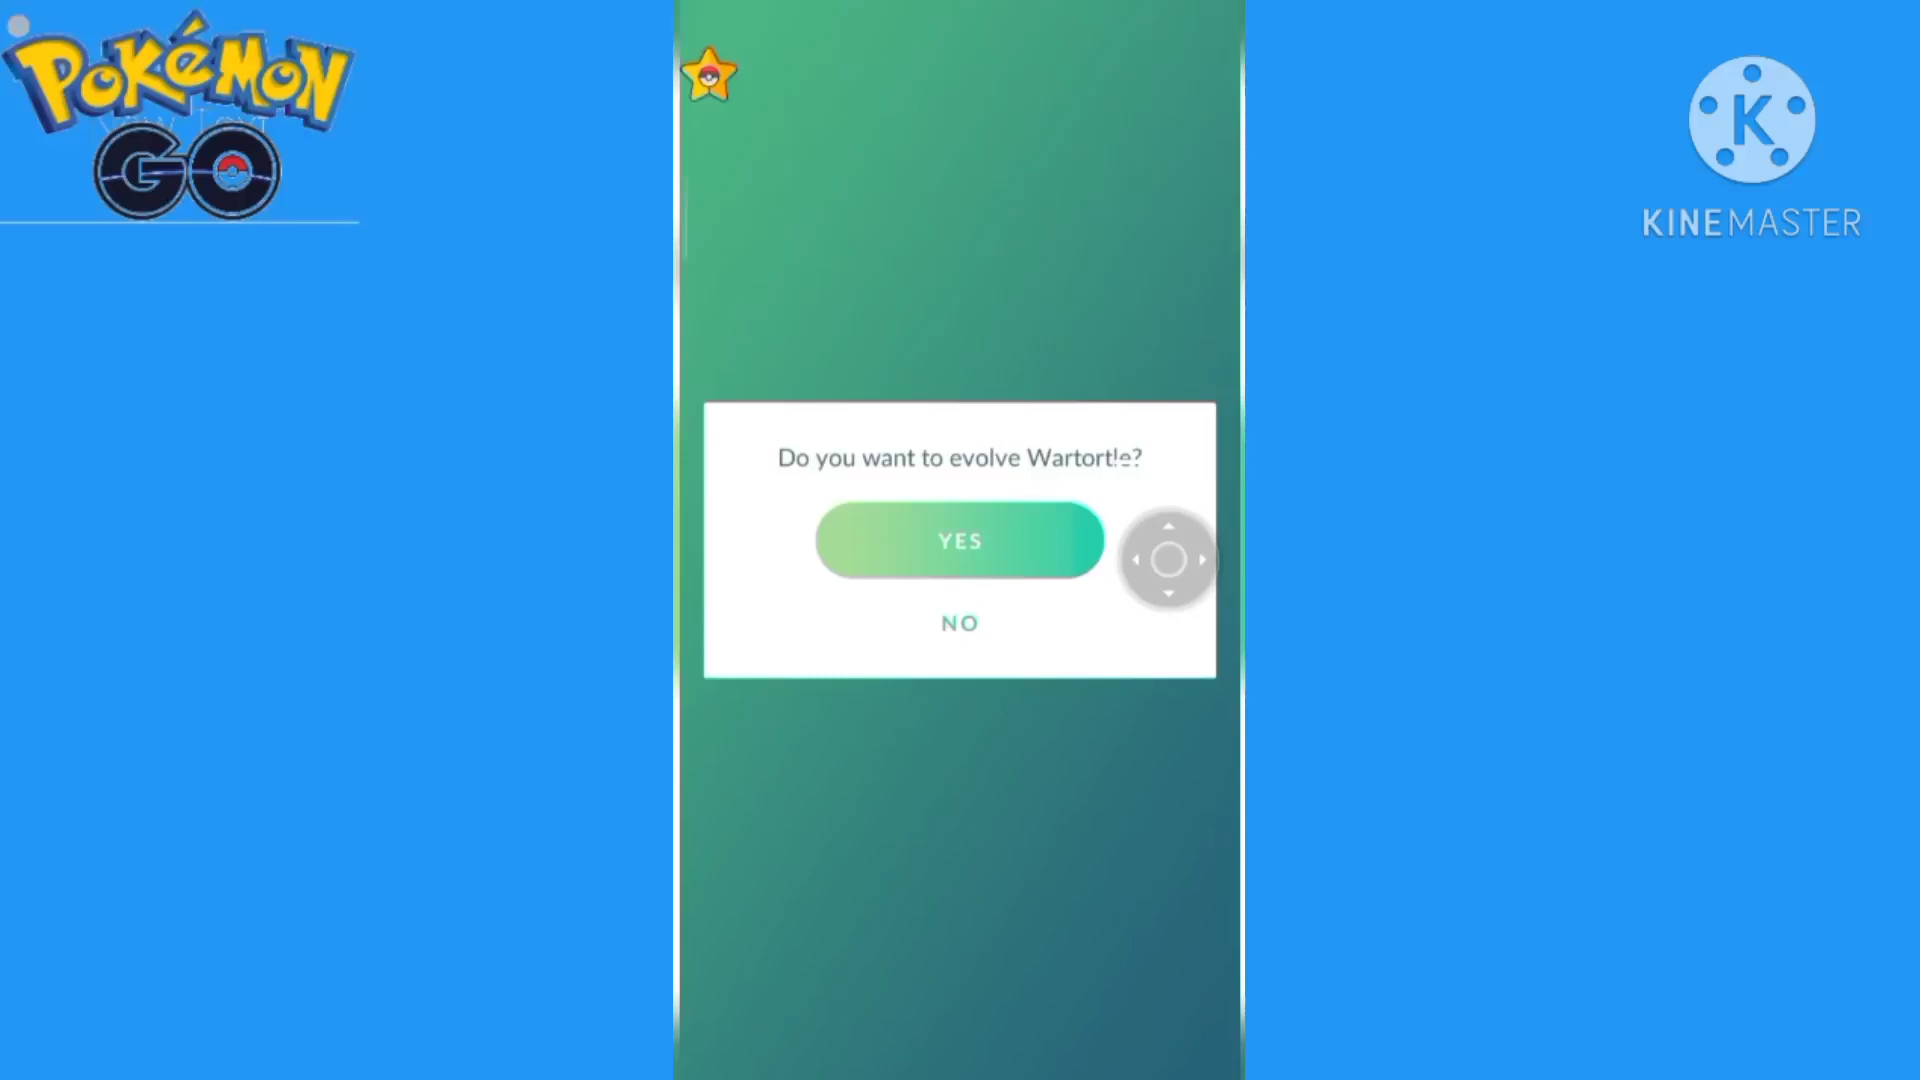 POKéMON
GO
KINEMASTER
Do you want to evolve Wartortle?
YES
NO